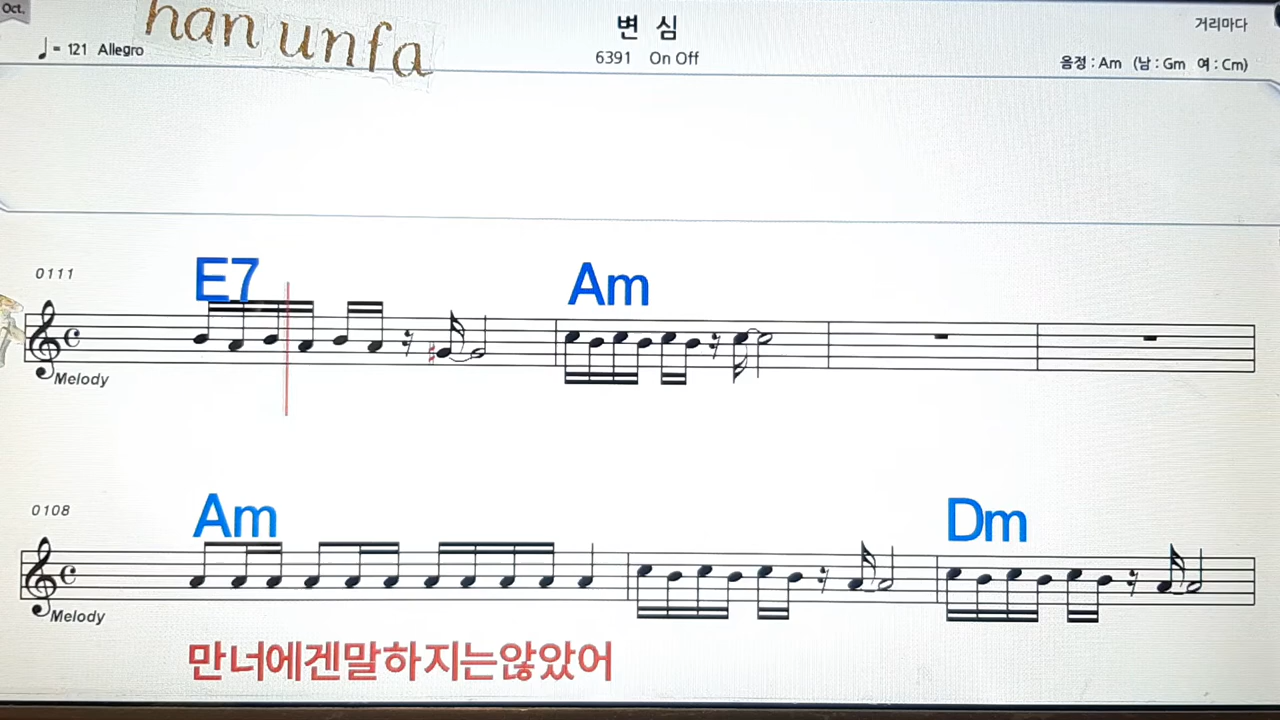 Oct.
han unfa
변 심
거리마다
♩= 121 Allegro
6391 On Off
음정 : Am (남 : Gm 여 : Cm)
0111
E7
Am
Melody
0108
Am
Dm
Melody
만너에겐말하지는않았어